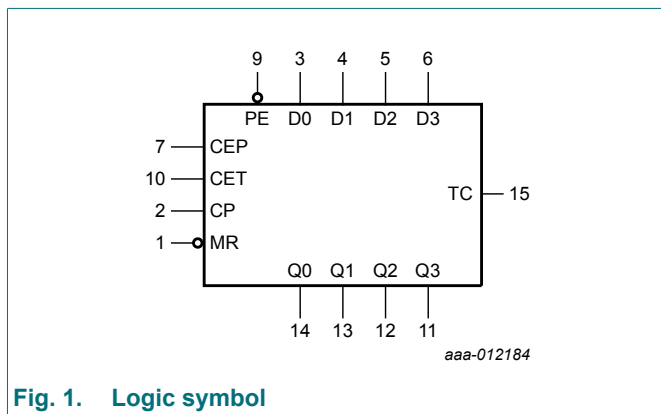 9 3 4 5 6
PE D0 D1 D2 D3
7 CEP
10 CET
TC 15
2 CP
1 MR
Q0 Q1 Q2 Q3
14 13 12 11
aaa-012184
Fig. 1. Logic symbol